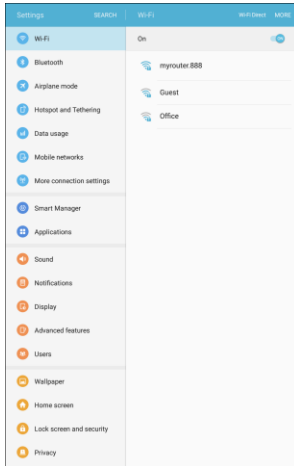 Settings SEARCH
Wi-Fi Wi-Fi Direct MORE
Wi-Fi
Bluetooth
Airplane mode
Hotspot and Tethering
Data usage
Mobile networks
More connection settings
Smart Manager
Applications
Sound
Notifications
Display
Advanced features
Users
Wallpaper
Home screen
Lock screen and security
Privacy
On ON
myrouter.888
Guest
Office